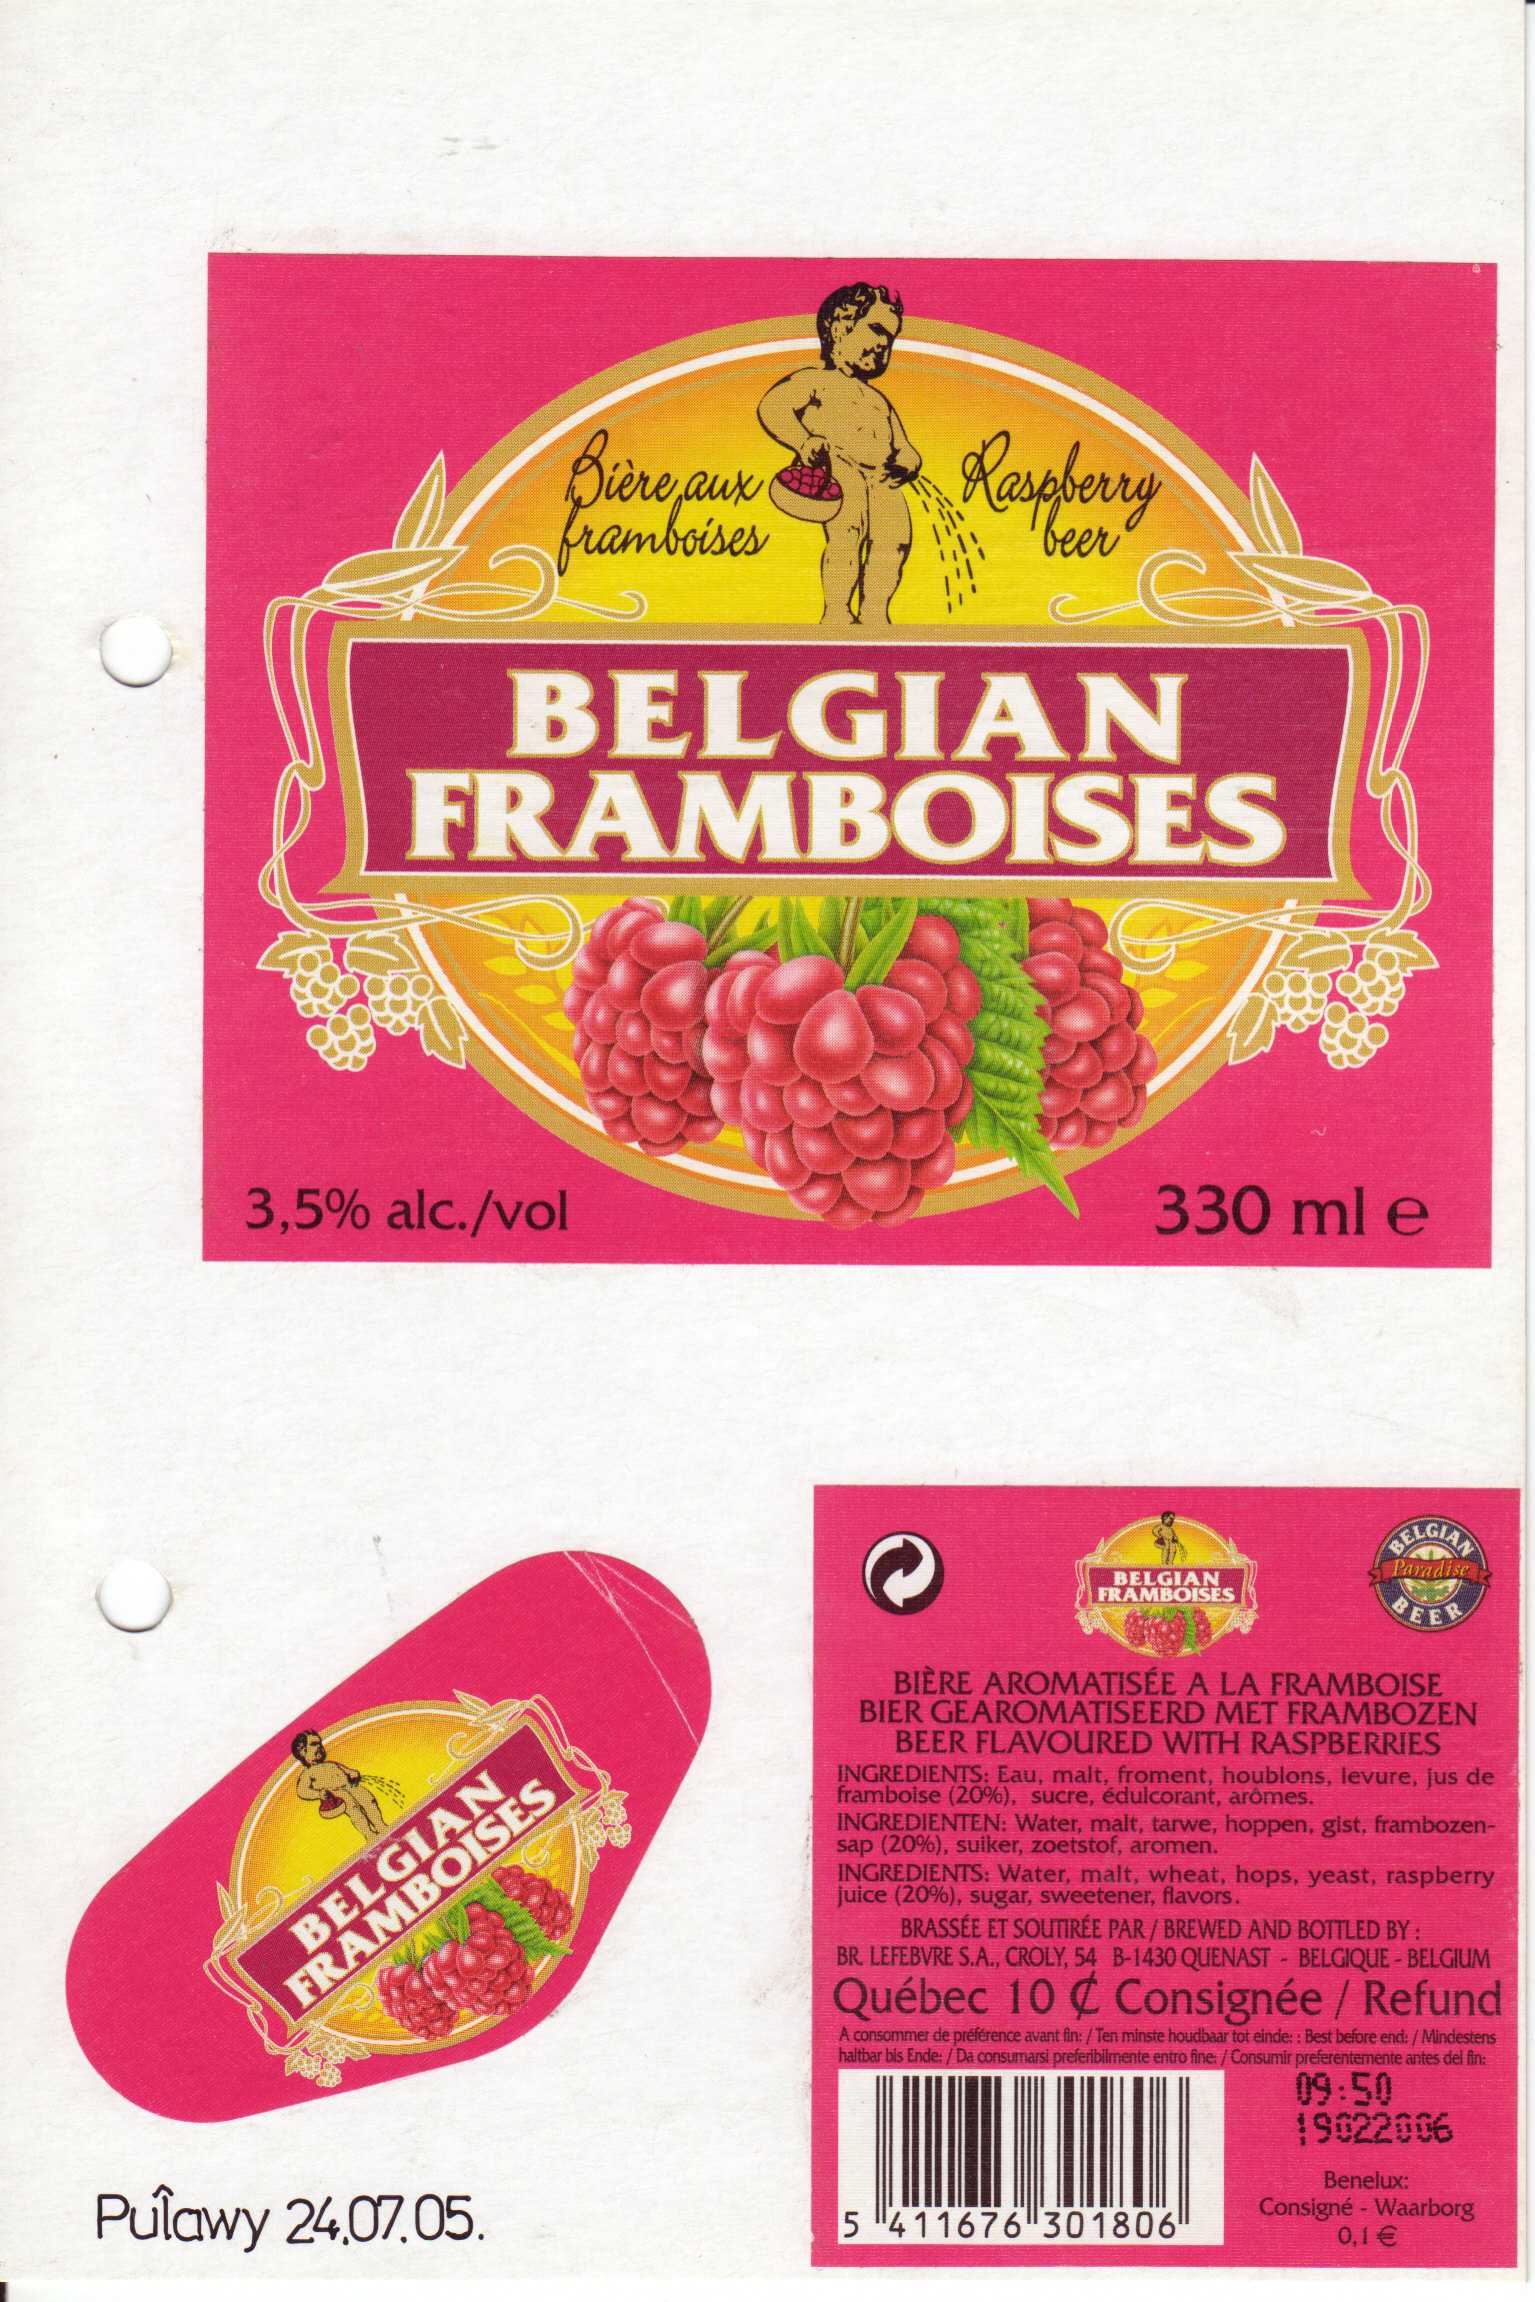 Bière aux
framboises
Raspberry
beer
BELGIAN
FRAMBOISES
3,5% alc./vol
330 ml e
BELGIAN
FRAMBOISES
BELGIAN
FRAMBOISES
BELGIAN
Paradise
BEER
BIÈRE AROMATISÉE A LA FRAMBOISE
BIER GEAROMATISEERD MET FRAMBOZEN
BEER FLAVOURED WITH RASPBERRIES
INGREDIENTS: Eau, malt, froment, houblons, levure, jus de
framboise (20%), sucre, édulcorant, arômes.
INGREDIENTEN: Water, malt, tarwe, hoppen, gist, frambozen-
sap (20%), suiker, zoetstof, aromen.
INGREDIENTS: Water, malt, wheat, hops, yeast, raspberry
juice (20%), sugar, sweetener, flavors.
BRASSÉE ET SOUTIRÉE PAR / BREWED AND BOTTLED BY :
BR. LEFEBVRE S.A., CROLY, 54 B-1430 QUENAST - BELGIQUE - BELGIUM
Québec 10 ₵ Consignée / Refund
A consommer de préférence avant fin: / Ten minste houdbaar tot einde: : Best before end: / Mindestens
haltbar bis Ende: / Da consumarsi preferibilmente entro fine: / Consumir preferentemente antes del fin:
09:50
19022006
Benelux:
Consigné - Waarborg
0,1 €
5 411676 301806
Puławy 24.07.05.